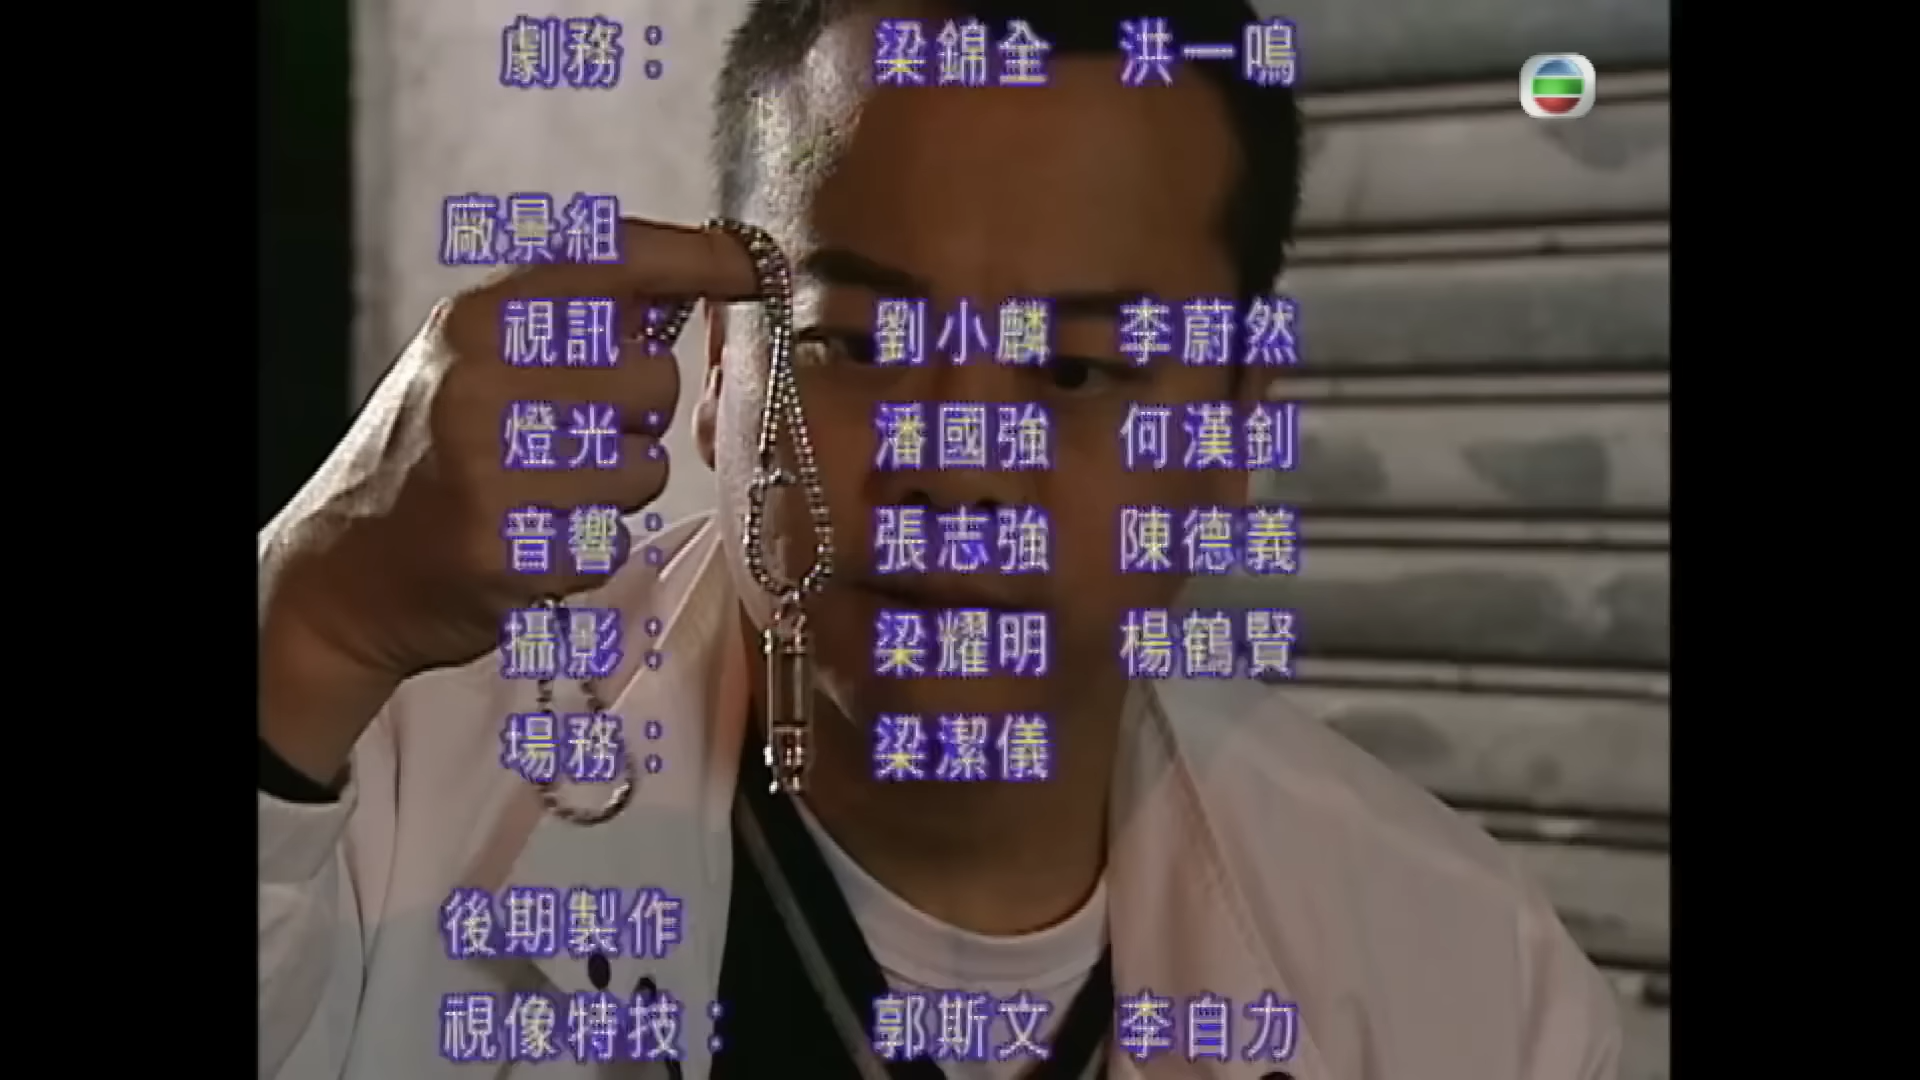 劇務： 梁錦全 洪一鳴
廠景組
視訊： 劉小麟 李蔚然
燈光： 潘國強 何漢釗
音響： 張志強 陳德義
攝影： 梁耀明 楊鶴賢
場務： 梁潔儀
後期製作
視像特技： 郭斯文 李自力